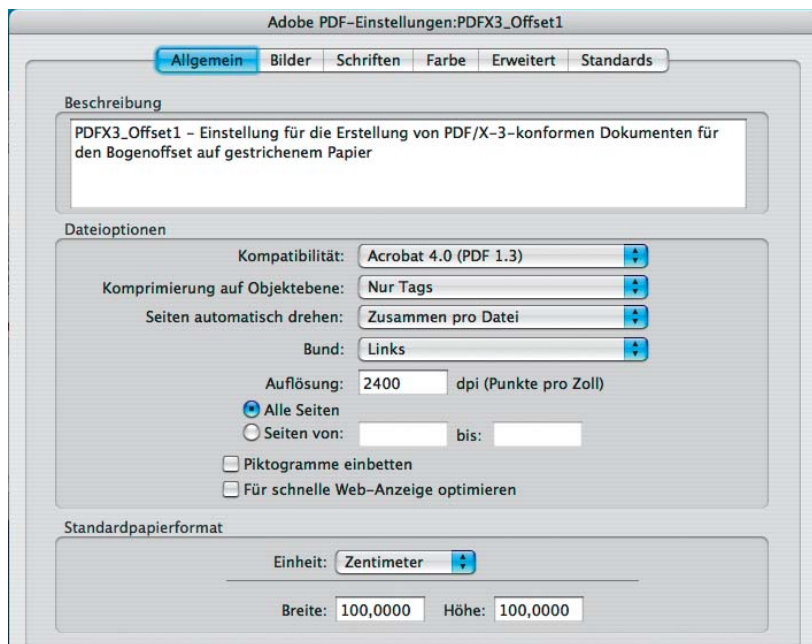 Adobe PDF-Einstellungen:PDFX3_Offset1
Allgemein Bilder Schriften Farbe Erweitert Standards
Beschreibung
PDFX3_Offset1 – Einstellung für die Erstellung von PDF/X-3-konformen Dokumenten für
den Bogenoffset auf gestrichenem Papier
Dateioptionen
Kompatibilität: Acrobat 4.0 (PDF 1.3)
Komprimierung auf Objektebene: Nur Tags
Seiten automatisch drehen: Zusammen pro Datei
Bund: Links
Auflösung: 2400 dpi (Punkte pro Zoll)
Alle Seiten
Seiten von: bis:
Piktogramme einbetten
Für schnelle Web-Anzeige optimieren
Standardpapierformat
Einheit: Zentimeter
Breite: 100,0000 Höhe: 100,0000